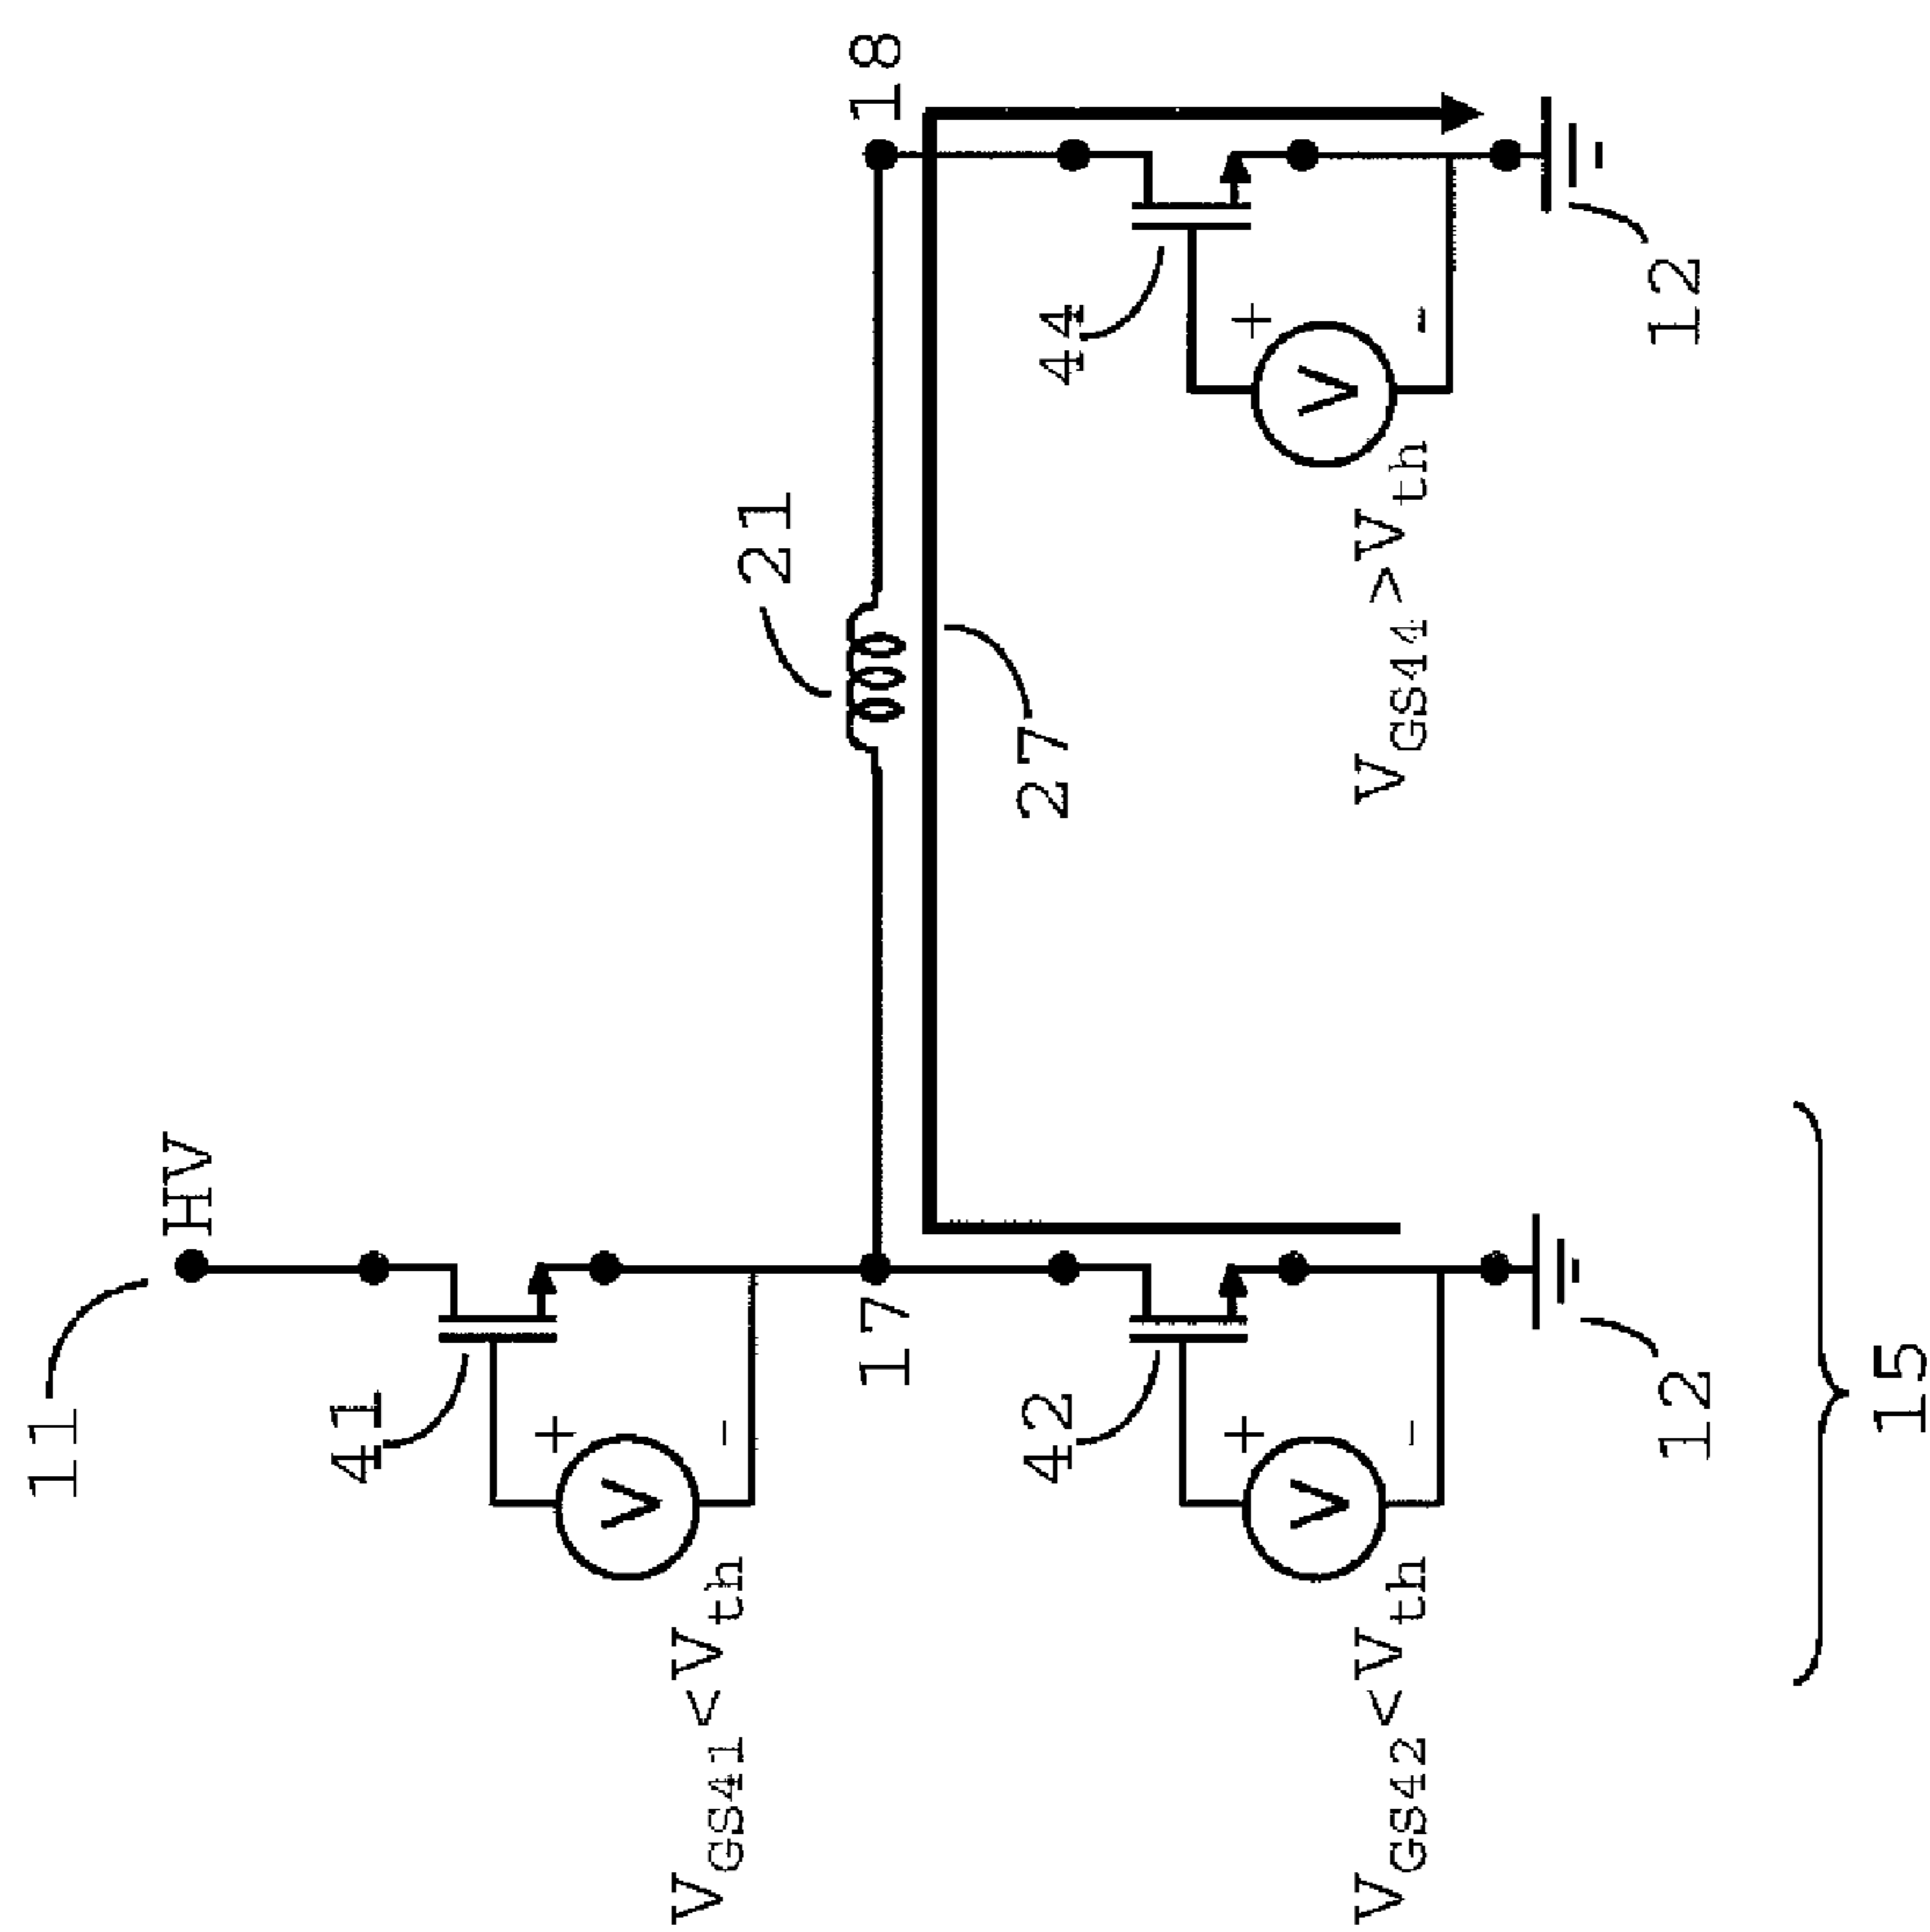 11
HV
41
+
V
-
V_GS41<V_th
17
21
18
27
42
+
V
-
V_GS42<V_th
44
+
V
-
V_GS44>V_th
12
12
15